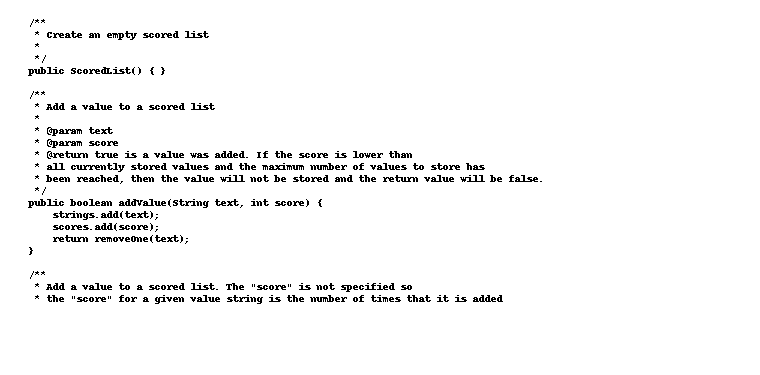 /**
 * Create an empty scored list
 *
 */
public ScoredList() { }
/**
 * Add a value to a scored list
 *
 * @param text
 * @param score
 * @return true is a value was added. If the score is lower than
 * all currently stored values and the maximum number of values to store has
 * been reached, then the value will not be stored and the return value will be false.
 */
public boolean addValue(String text, int score) {
    strings.add(text);
    scores.add(score);
    return removeOne(text);
}
/**
 * Add a value to a scored list. The "score" is not specified so
 * the "score" for a given value string is the number of times that it is added